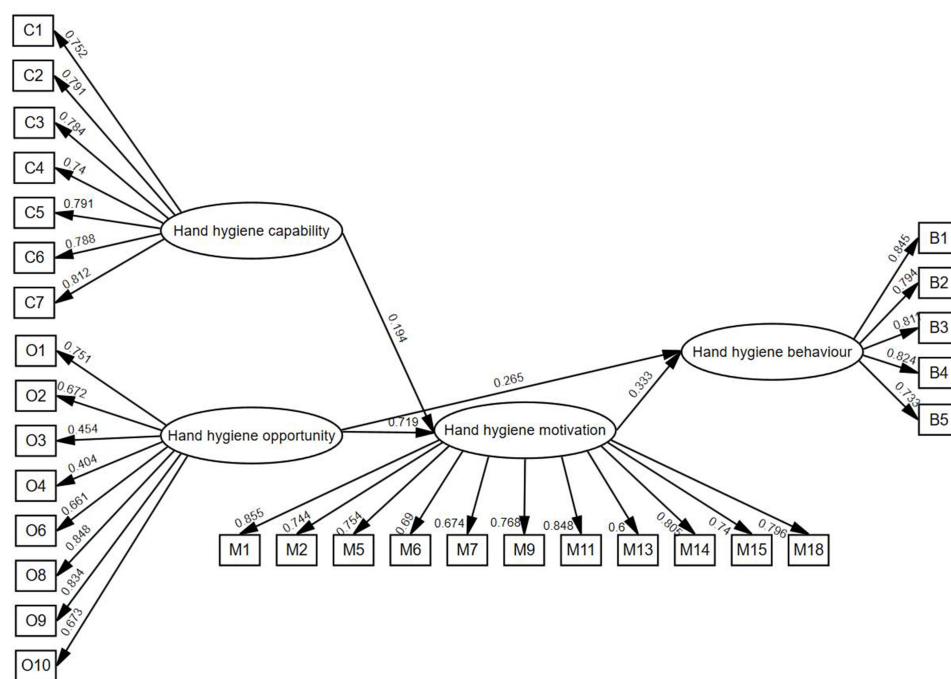 C1
0.752
C2
0.791
C3
0.784
C4
0.74
C5
0.791
C6
0.788
C7
0.812
Hand hygiene capability
0.194
O1
0.751
O2
0.672
O3
0.454
O4
0.404
O6
0.661
O8
0.848
O9
0.834
O10
0.673
Hand hygiene opportunity
0.265
0.719
Hand hygiene motivation
0.333
0.855
0.744
0.754
0.69
0.674
0.768
0.848
0.6
0.805
0.74
0.796
M1
M2
M5
M6
M7
M9
M11
M13
M14
M15
M18
Hand hygiene behaviour
0.845
B1
0.794
B2
0.811
B3
0.824
B4
0.733
B5